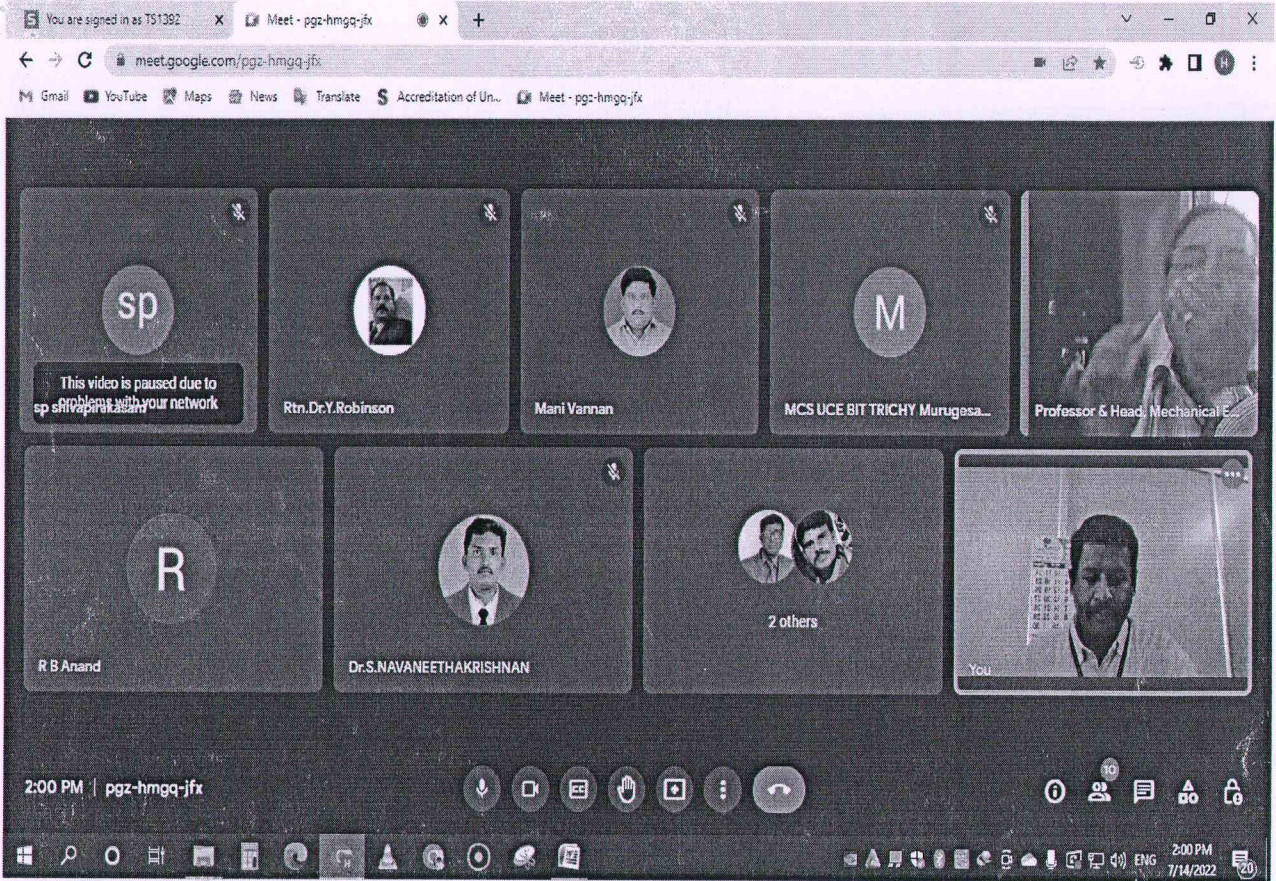 You are signed in as TS1392
Meet - pgz-hmgq-jfx
meet.google.com/pgz-hmgq-jfx
Gmail YouTube Maps News Translate Accreditation of Un... Meet - pgz-hmgq-jfx
sp
This video is paused due to
problems with your network
sp shivapirakasam
Rtn.Dr.Y.Robinson
Mani Vannan
M
MCS UCE BIT TRICHY Murugesa...
Professor & Head, Mechanical E...
R
R B Anand
Dr.S.NAVANEETHAKRISHNAN
2 others
You
2:00 PM | pgz-hmgq-jfx
CC
10
ENG
2:00 PM
7/14/2022
20